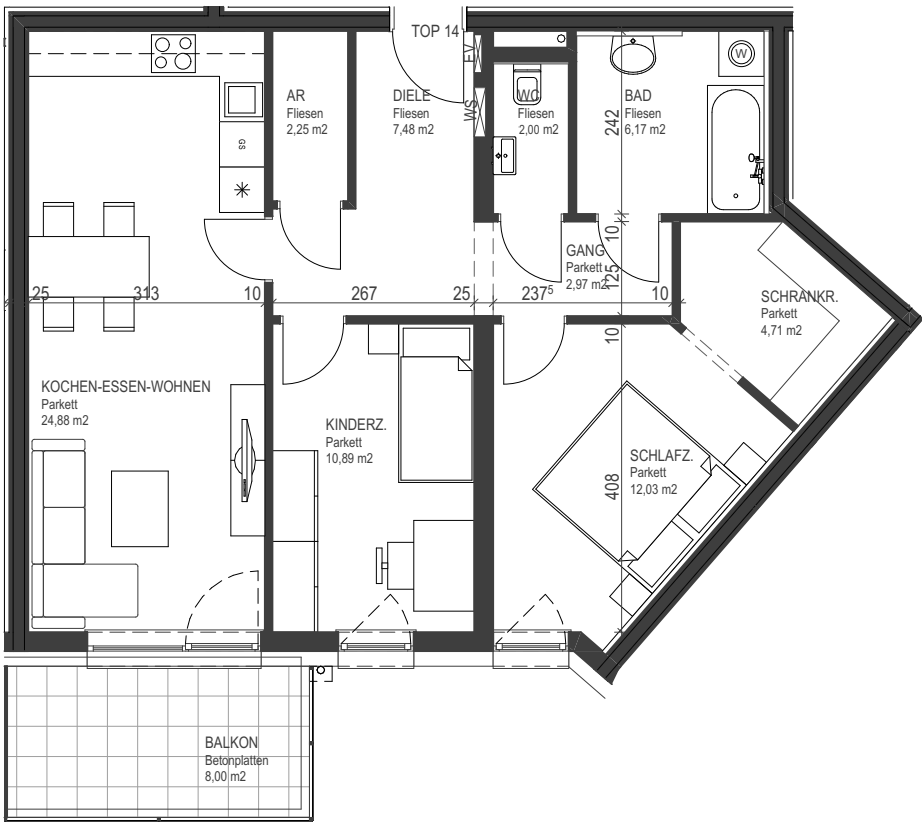 TOP 14
EV
WS
W
AR
Fliesen
2,25 m2
DIELE
Fliesen
7,48 m2
WC
Fliesen
2,00 m2
BAD
Fliesen
6,17 m2
242
GS
10
GANG
Parkett
2,97 m2
125
25
313
10
267
25
237⁵
10
SCHRANKR.
Parkett
4,71 m2
10
KOCHEN-ESSEN-WOHNEN
Parkett
24,88 m2
KINDERZ.
Parkett
10,89 m2
SCHLAFZ.
Parkett
12,03 m2
408
BALKON
Betonplatten
8,00 m2